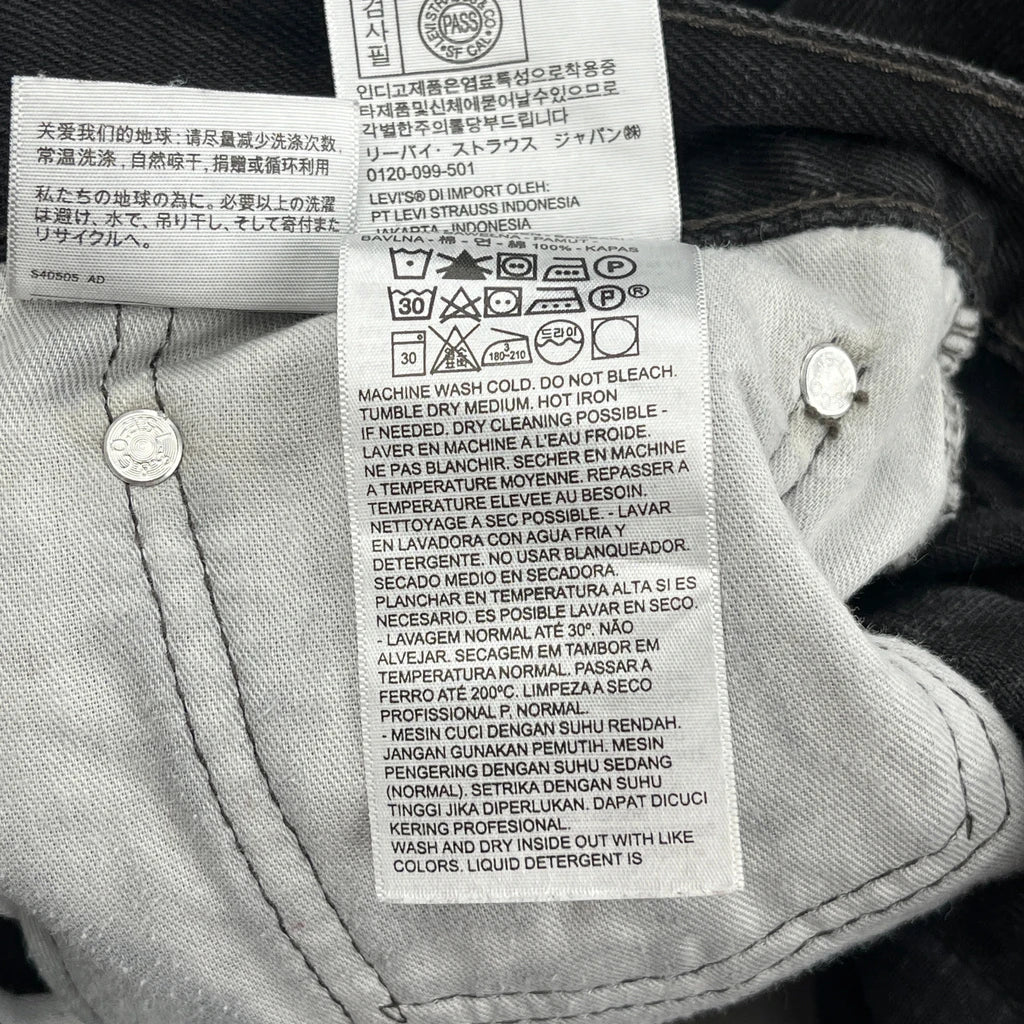 검
사
필
LEVI STRAUSS & CO
PASS
SF CAL
인디고제품은염료특성으로착용중
타제품및신체에묻어날수있으므로
각별한주의를당부드립니다
リーバイ・ストラウス ジャパン㈱
0120-099-501
LEVI'S® DI IMPORT OLEH:
PT LEVI STRAUSS INDONESIA
JAKARTA - INDONESIA
关爱我们的地球:请尽量减少洗涤次数,
常温洗涤,自然晾干,捐赠或循环利用
私たちの地球の為に。必要以上の洗濯
は避け、水で、吊り干し、そして寄付また
リサイクルへ。
S40505 AD
BAVLNA - 棉 - 면 - 綿 100% - KAPAS
P
30 P®
30 3 180~210 드라이
MACHINE WASH COLD. DO NOT BLEACH.
TUMBLE DRY MEDIUM. HOT IRON
IF NEEDED. DRY CLEANING POSSIBLE -
LAVER EN MACHINE A L'EAU FROIDE.
NE PAS BLANCHIR. SECHER EN MACHINE
A TEMPERATURE MOYENNE. REPASSER A
TEMPERATURE ELEVEE AU BESOIN.
NETTOYAGE A SEC POSSIBLE. - LAVAR
EN LAVADORA CON AGUA FRIA Y
DETERGENTE. NO USAR BLANQUEADOR.
SECADO MEDIO EN SECADORA.
PLANCHAR EN TEMPERATURA ALTA SI ES
NECESARIO. ES POSIBLE LAVAR EN SECO.
- LAVAGEM NORMAL ATÉ 30º. NÃO
ALVEJAR. SECAGEM EM TAMBOR EM
TEMPERATURA NORMAL. PASSAR A
FERRO ATÉ 200ºC. LIMPEZA A SECO
PROFISSIONAL P, NORMAL.
- MESIN CUCI DENGAN SUHU RENDAH.
JANGAN GUNAKAN PEMUTIH. MESIN
PENGERING DENGAN SUHU SEDANG
(NORMAL). SETRIKA DENGAN SUHU
TINGGI JIKA DIPERLUKAN. DAPAT DICUCI
KERING PROFESIONAL.
WASH AND DRY INSIDE OUT WITH LIKE
COLORS. LIQUID DETERGENT IS